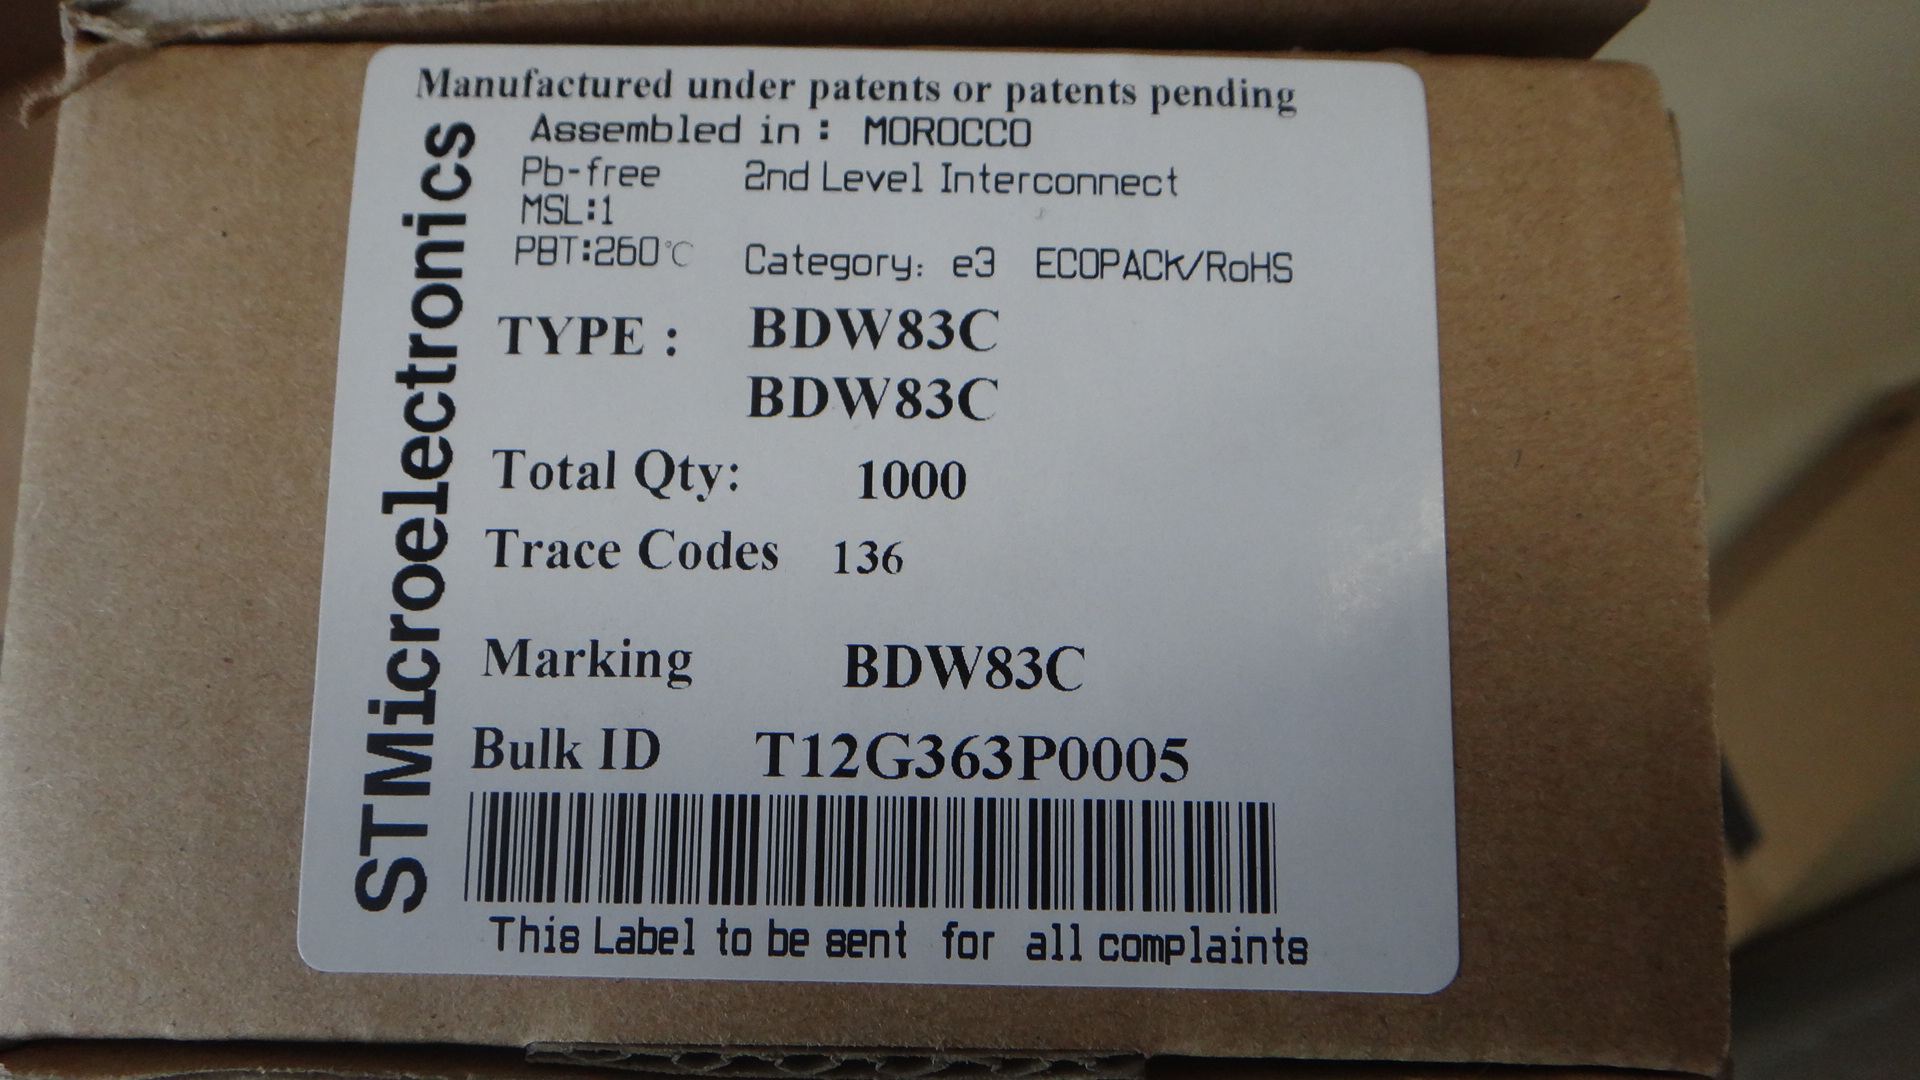 Manufactured under patents or patents pending
Assembled in : MOROCCO
Pb-free 2nd Level Interconnect
MSL:1
PBT:260°C Category: e3 ECOPACK/RoHS
TYPE : BDW83C
BDW83C
Total Qty: 1000
Trace Codes 136
Marking BDW83C
Bulk ID T12G363P0005
This Label to be sent for all complaints
STMicroelectronics